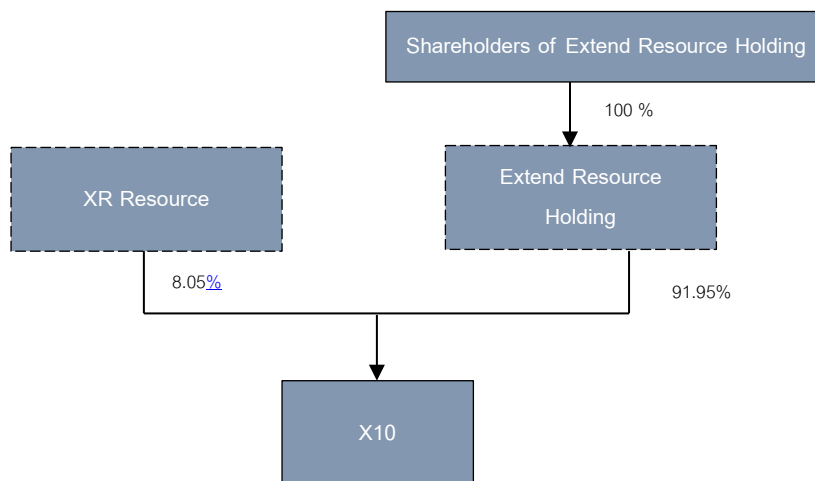 Shareholders of Extend Resource Holding
100 %
XR Resource
Extend Resource
Holding
8.05%
91.95%
X10